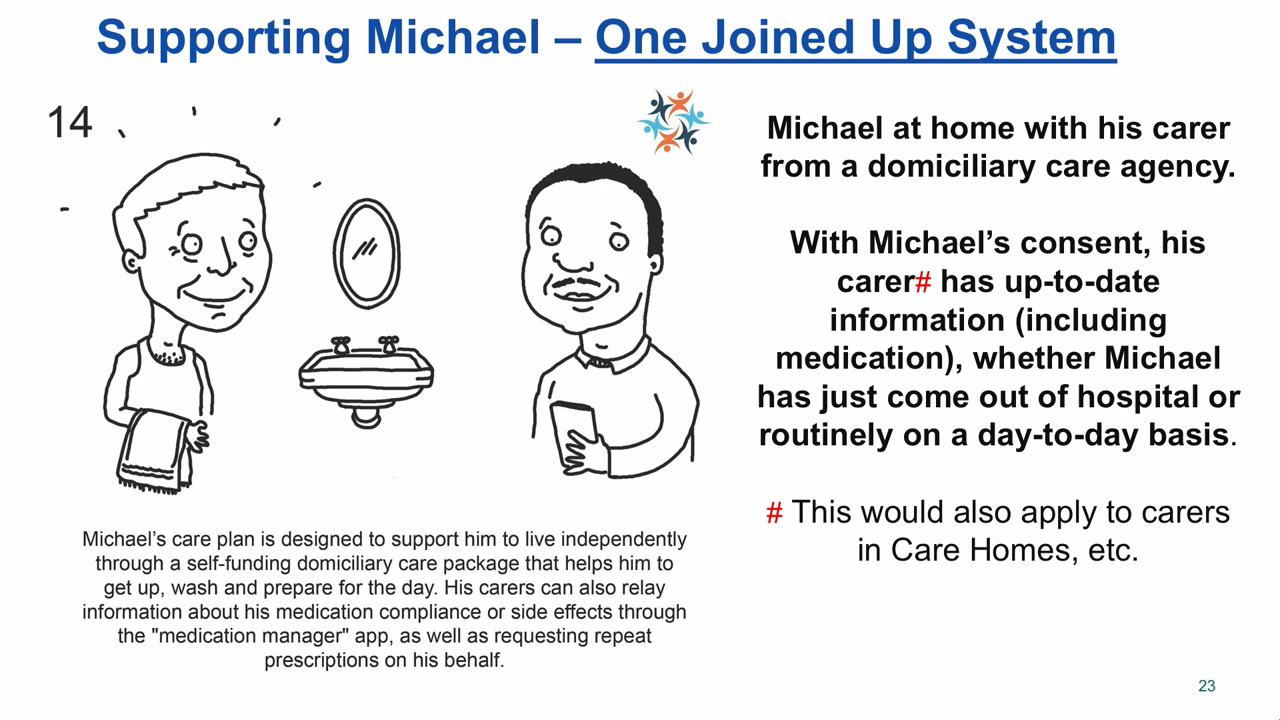 Supporting Michael – One Joined Up System
14
Michael’s care plan is designed to support him to live independently
through a self-funding domiciliary care package that helps him to
get up, wash and prepare for the day. His carers can also relay
information about his medication compliance or side effects through
the "medication manager" app, as well as requesting repeat
prescriptions on his behalf.
Michael at home with his carer
from a domiciliary care agency.
With Michael’s consent, his
carer# has up-to-date
information (including
medication), whether Michael
has just come out of hospital or
routinely on a day-to-day basis.
# This would also apply to carers
in Care Homes, etc.
23